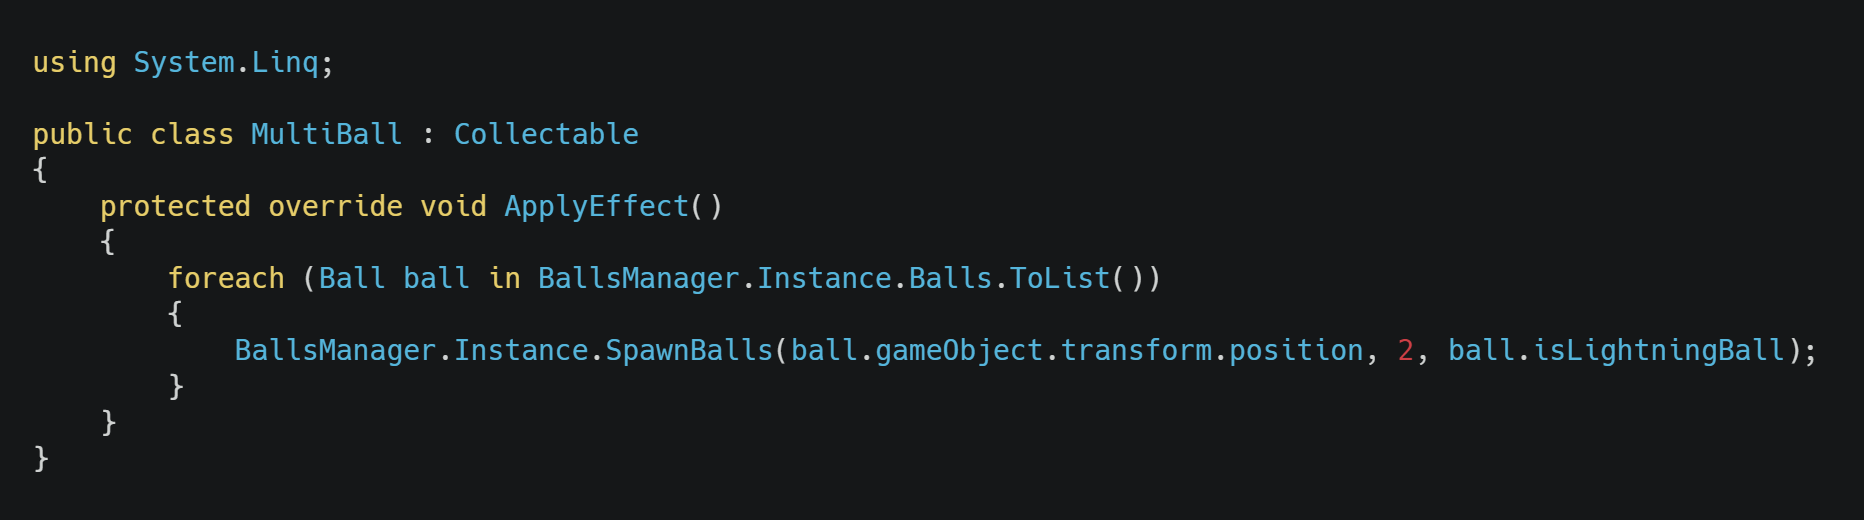 using System.Linq;

public class MultiBall : Collectable
{
    protected override void ApplyEffect()
    {
        foreach (Ball ball in BallsManager.Instance.Balls.ToList())
        {
            BallsManager.Instance.SpawnBalls(ball.gameObject.transform.position, 2, ball.isLightningBall);
        }
    }
}